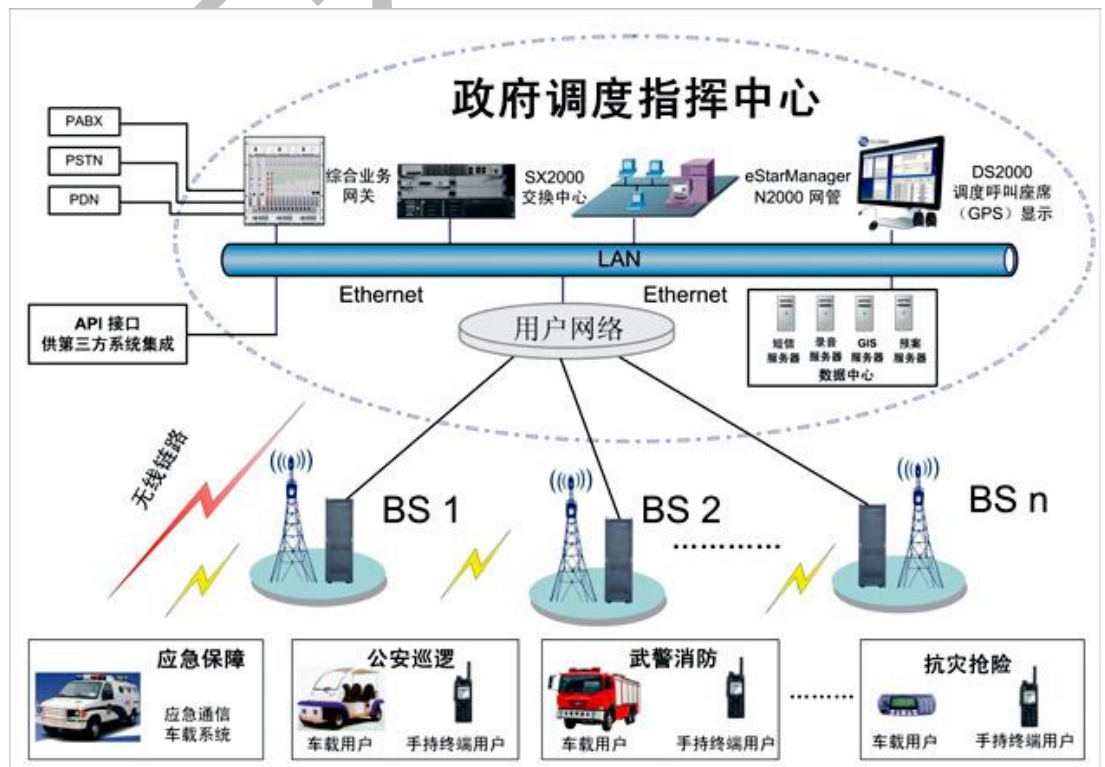 政府调度指挥中心
PABX
PSTN
PDN
综合业务
网关
SX2000
交换中心
eStarManager
N2000 网管
DS2000
调度呼叫座席
（GPS）显示
LAN
Ethernet
Ethernet
API 接口
供第三方系统集成
用户网络
短信
服务器
录音
服务器
GIS
服务器
预案
服务器
数据中心
无线链路
BS 1
BS 2
BS n
应急保障
应急通信
车载系统
公安巡逻
车载用户
手持终端用户
武警消防
车载用户
手持终端用户
抗灾抢险
车载用户
手持终端用户